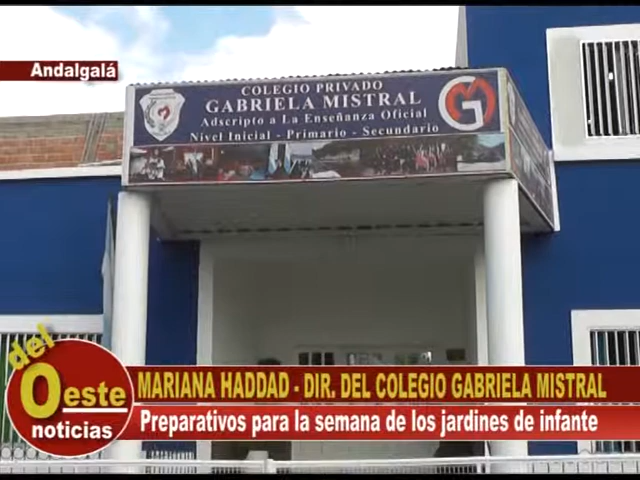 Andalgalá
COLEGIO PRIVADO
GABRIELA MISTRAL
Adscripto a La Enseñanza Oficial
Nivel Inicial - Primario - Secundario
GM
del
Oeste
noticias
MARIANA HADDAD - DIR. DEL COLEGIO GABRIELA MISTRAL
Preparativos para la semana de los jardines de infante